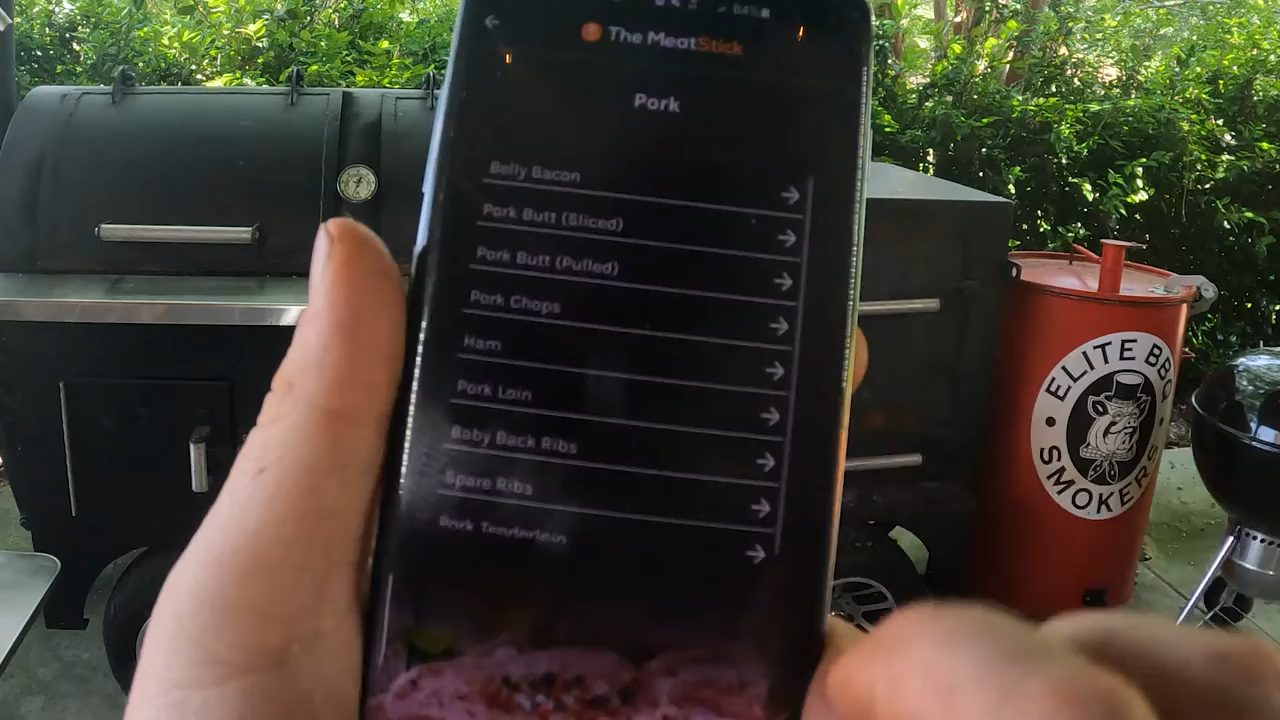 84%
The MeatStick
Pork
Belly Bacon
Pork Butt (Sliced)
Pork Butt (Pulled)
Pork Chops
Ham
Pork Loin
Baby Back Ribs
Spare Ribs
Pork Tenderloin
ELITE BBQ
SMOKERS